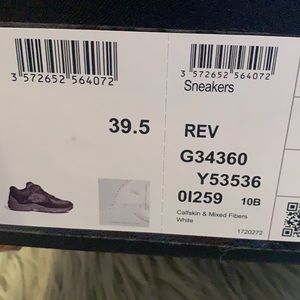 3 572652 564072
3 572652 564072
Sneakers
39.5
REV
G34360
Y53536
0I259 10B
Calfskin & Mixed Fibers
White
1720272